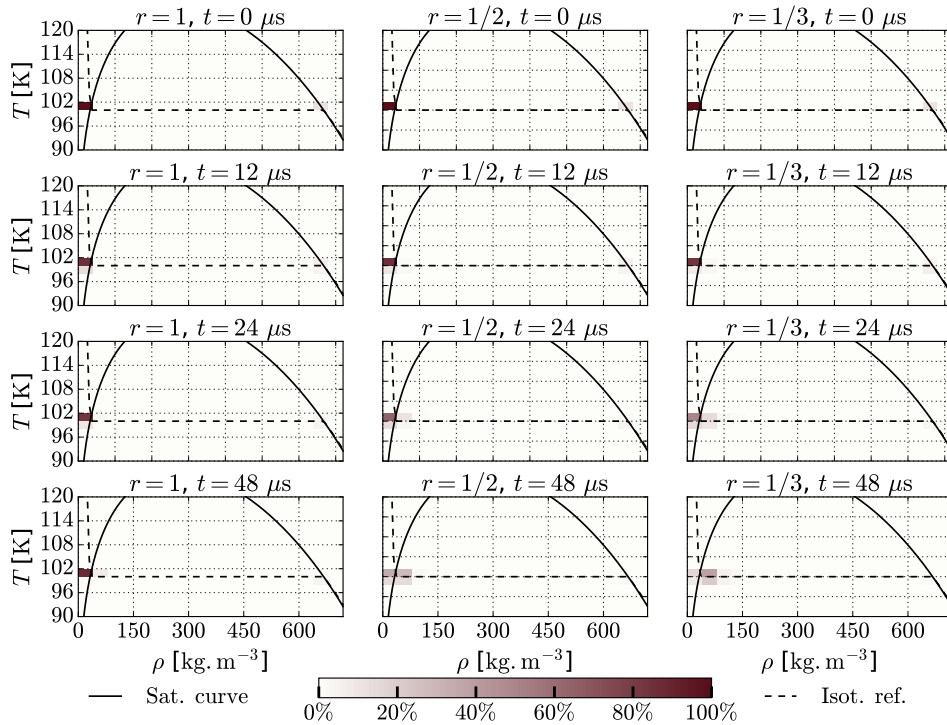 r = 1, t = 0 μs r = 1/2, t = 0 μs r = 1/3, t = 0 μs
T [K]
120
114
108
102
96
90
r = 1, t = 12 μs r = 1/2, t = 12 μs r = 1/3, t = 12 μs
T [K]
120
114
108
102
96
90
r = 1, t = 24 μs r = 1/2, t = 24 μs r = 1/3, t = 24 μs
T [K]
120
114
108
102
96
90
r = 1, t = 48 μs r = 1/2, t = 48 μs r = 1/3, t = 48 μs
T [K]
120
114
108
102
96
90
0 150 300 450 600 0 150 300 450 600 0 150 300 450 600
ρ [kg. m⁻³] ρ [kg. m⁻³] ρ [kg. m⁻³]
Sat. curve
0% 20% 40% 60% 80% 100%
Isot. ref.